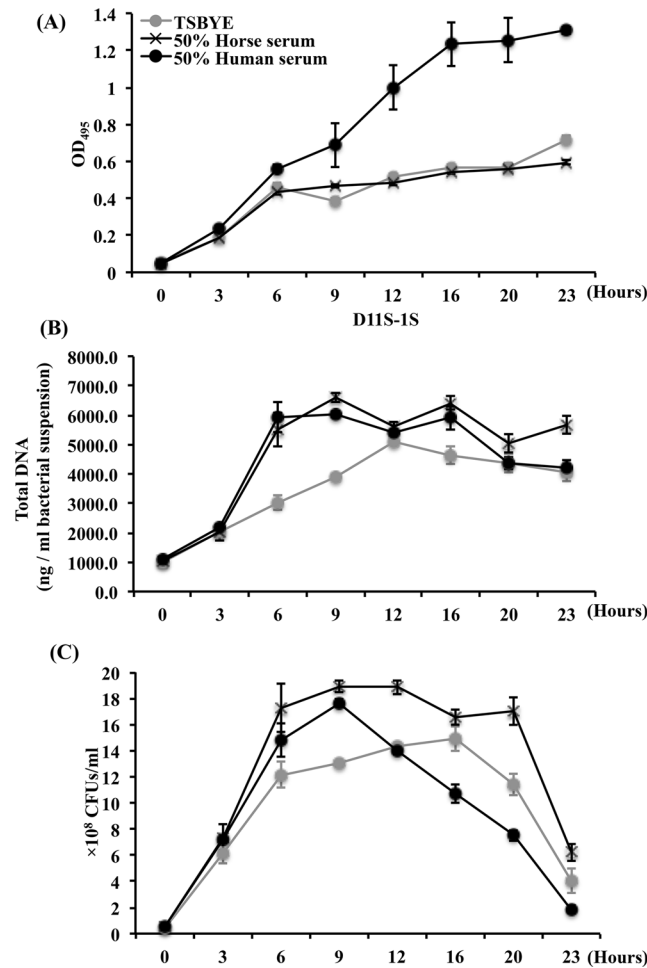 (A)
TSBYE
50% Horse serum
50% Human serum
OD495
1.4
1.2
1
0.8
0.6
0.4
0.2
0
0 3 6 9 12 16 20 23 (Hours)
D11S-1S
(B)
Total DNA
(ng / ml bacterial suspension)
8000.0
7000.0
6000.0
5000.0
4000.0
3000.0
2000.0
1000.0
0.0
0 3 6 9 12 16 20 23 (Hours)
(C)
×10⁸ CFUs/ml
20
18
16
14
12
10
8
6
4
2
0
0 3 6 9 12 16 20 23 (Hours)